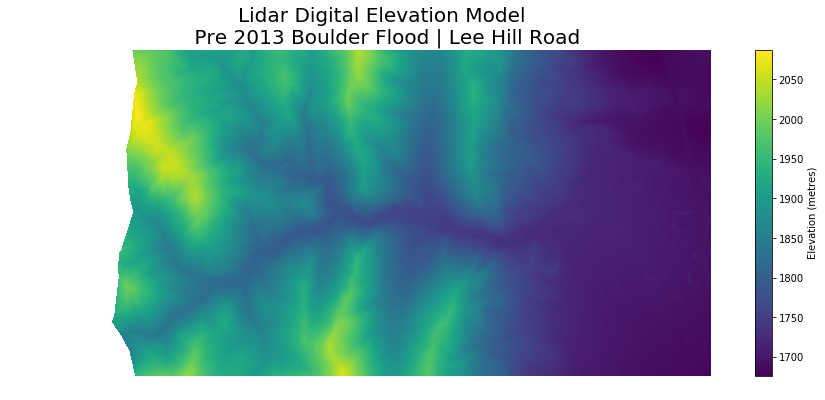 Lidar Digital Elevation Model
Pre 2013 Boulder Flood | Lee Hill Road
2050
2000
1950
1900
1850
1800
1750
1700
Elevation (metres)